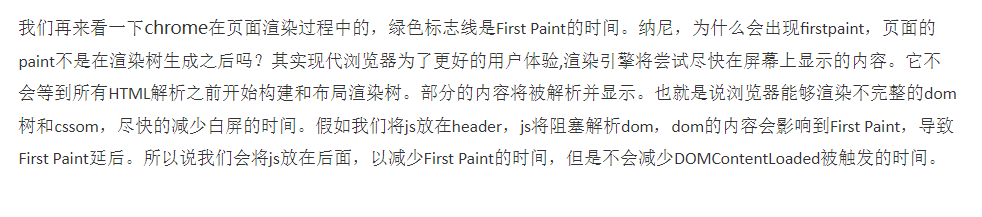 我们再来看一下chrome在页面渲染过程中的，绿色标志线是First Paint的时间。纳尼，为什么会出现firstpaint，页面的
paint不是在渲染树生成之后吗？其实现代浏览器为了更好的用户体验,渲染引擎将尝试尽快在屏幕上显示的内容。它不
会等到所有HTML解析之前开始构建和布局渲染树。部分的内容将被解析并显示。也就是说浏览器能够渲染不完整的dom
树和cssom，尽快的减少白屏的时间。假如我们将js放在header，js将阻塞解析dom，dom的内容会影响到First Paint，导致
First Paint延后。所以说我们会将js放在后面，以减少First Paint的时间，但是不会减少DOMContentLoaded被触发的时间。